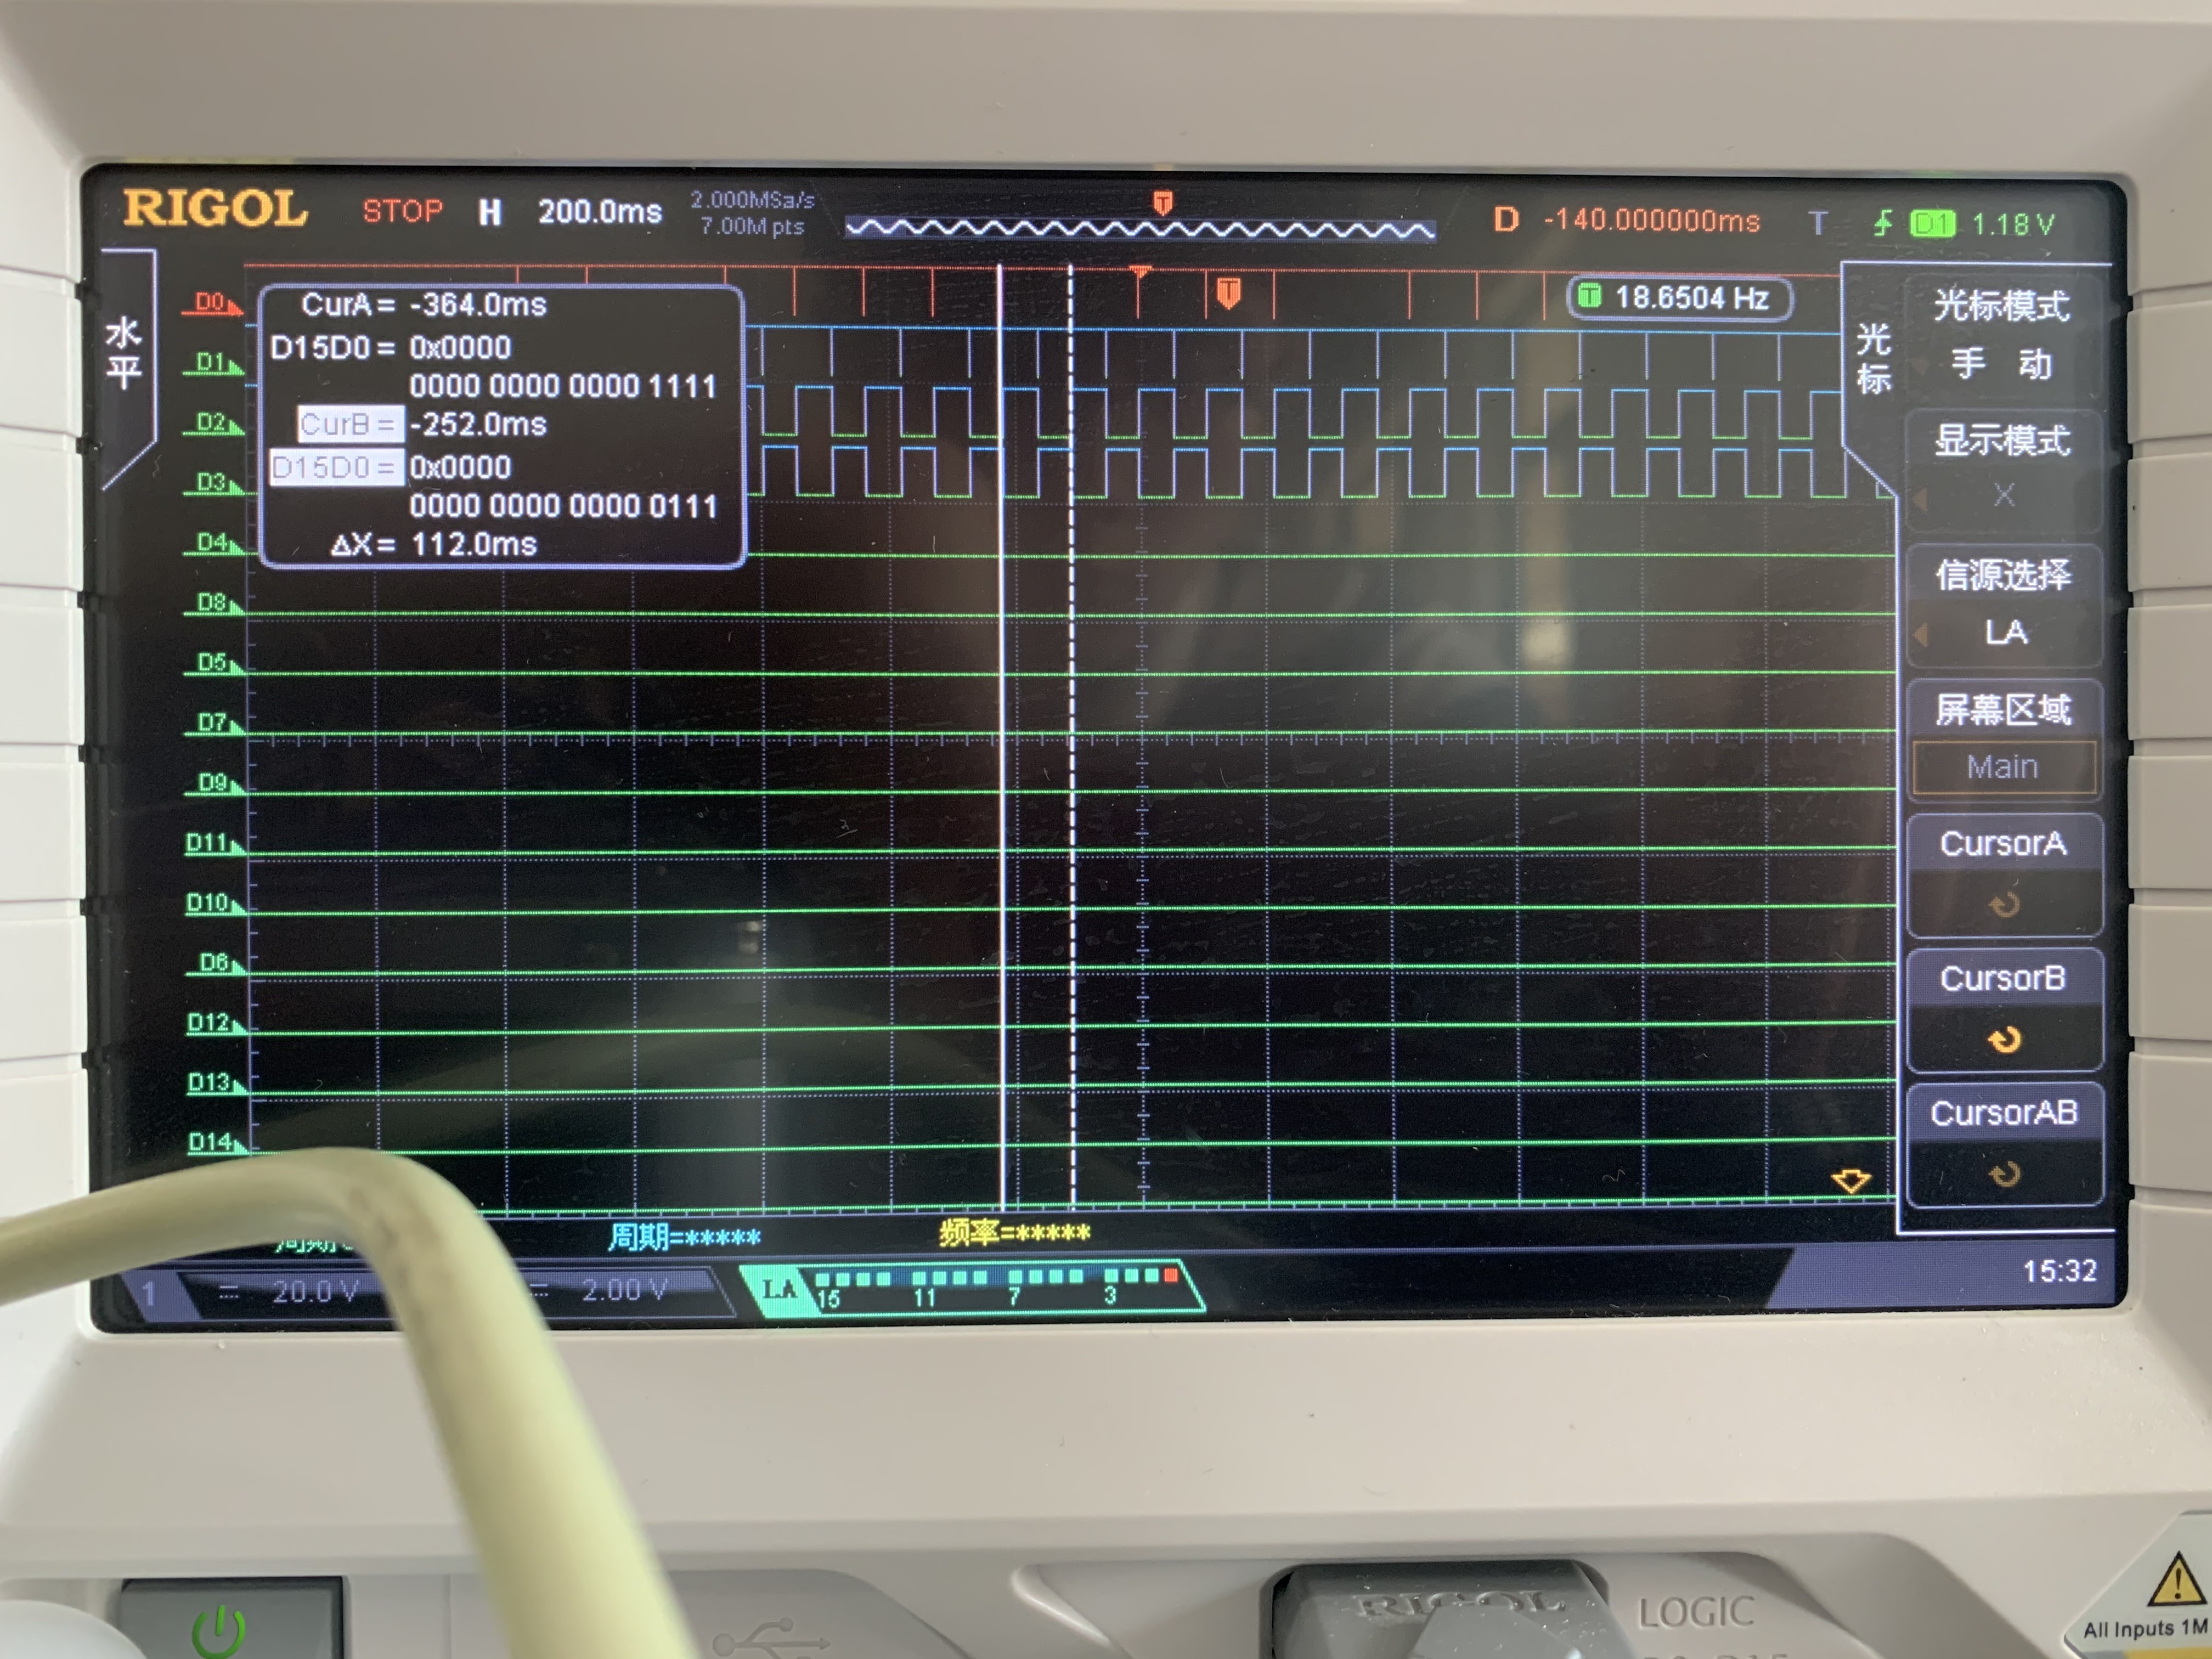 RIGOL STOP H 200.0ms 2.000MSa/s D -140.000000ms T D1 1.18 V
7.00M pts
T
水平
CurA = -364.0ms
D15D0 = 0x0000
0000 0000 0000 1111
CurB = -252.0ms
D15D0 = 0x0000
0000 0000 0000 0111
ΔX = 112.0ms
T 18.6504 Hz
T
D0
D1
D2
D3
D4
D8
D5
D7
D9
D11
D10
D6
D12
D13
D14
光标
光标模式
手 动
显示模式
X
信源选择
LA
屏幕区域
Main
CursorA
CursorB
CursorAB
周期=***** 频率=*****
1 20.0 V 2.00 V LA 15 11 7 3
15:32
RIGOL LOGIC
All Inputs 1M